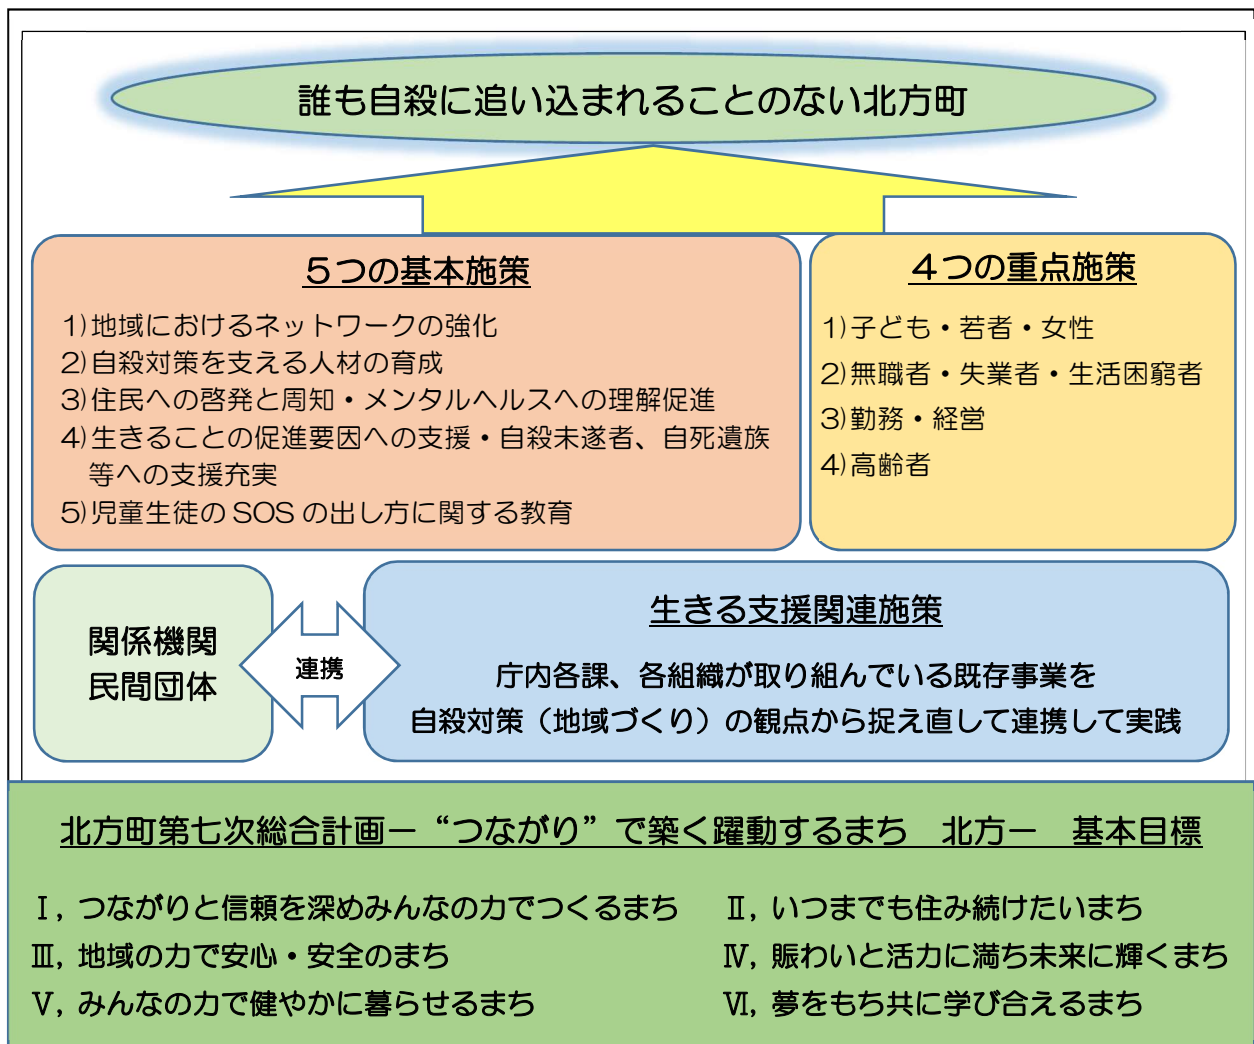 誰も自殺に追い込まれることのない北方町
５つの基本施策
1)地域におけるネットワークの強化
2)自殺対策を支える人材の育成
3)住民への啓発と周知・メンタルヘルスへの理解促進
4)生きることの促進要因への支援・自殺未遂者、自死遺族
等への支援充実
5)児童生徒の SOS の出し方に関する教育
４つの重点施策
1)子ども・若者・女性
2)無職者・失業者・生活困窮者
3)勤務・経営
4)高齢者
関係機関
民間団体
連携
生きる支援関連施策
庁内各課、各組織が取り組んでいる既存事業を
自殺対策（地域づくり）の観点から捉え直して連携して実践
北方町第七次総合計画ー“つながり”で築く躍動するまち　北方ー　基本目標
Ⅰ, つながりと信頼を深めみんなの力でつくるまち
Ⅱ, いつまでも住み続けたいまち
Ⅲ, 地域の力で安心・安全のまち
Ⅳ, 賑わいと活力に満ち未来に輝くまち
Ⅴ, みんなの力で健やかに暮らせるまち
Ⅵ, 夢をもち共に学び合えるまち